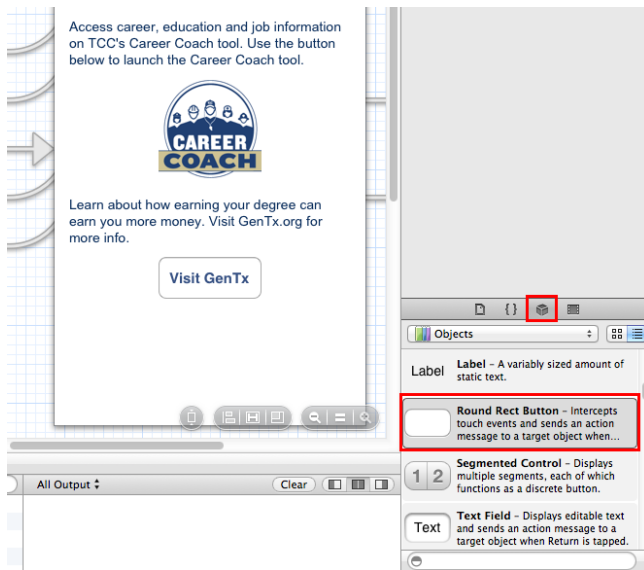 Access career, education and job information
on TCC's Career Coach tool. Use the button
below to launch the Career Coach tool.
CAREER
COACH
Learn about how earning your degree can
earn you more money. Visit GenTx.org for
more info.
Visit GenTx
{ }
Objects
Label
Label – A variably sized amount of
static text.
Round Rect Button – Intercepts
touch events and sends an action
message to a target object when...
1 2
Segmented Control – Displays
multiple segments, each of which
functions as a discrete button.
Text
Text Field – Displays editable text
and sends an action message to a
target object when Return is tapped.
All Output
Clear